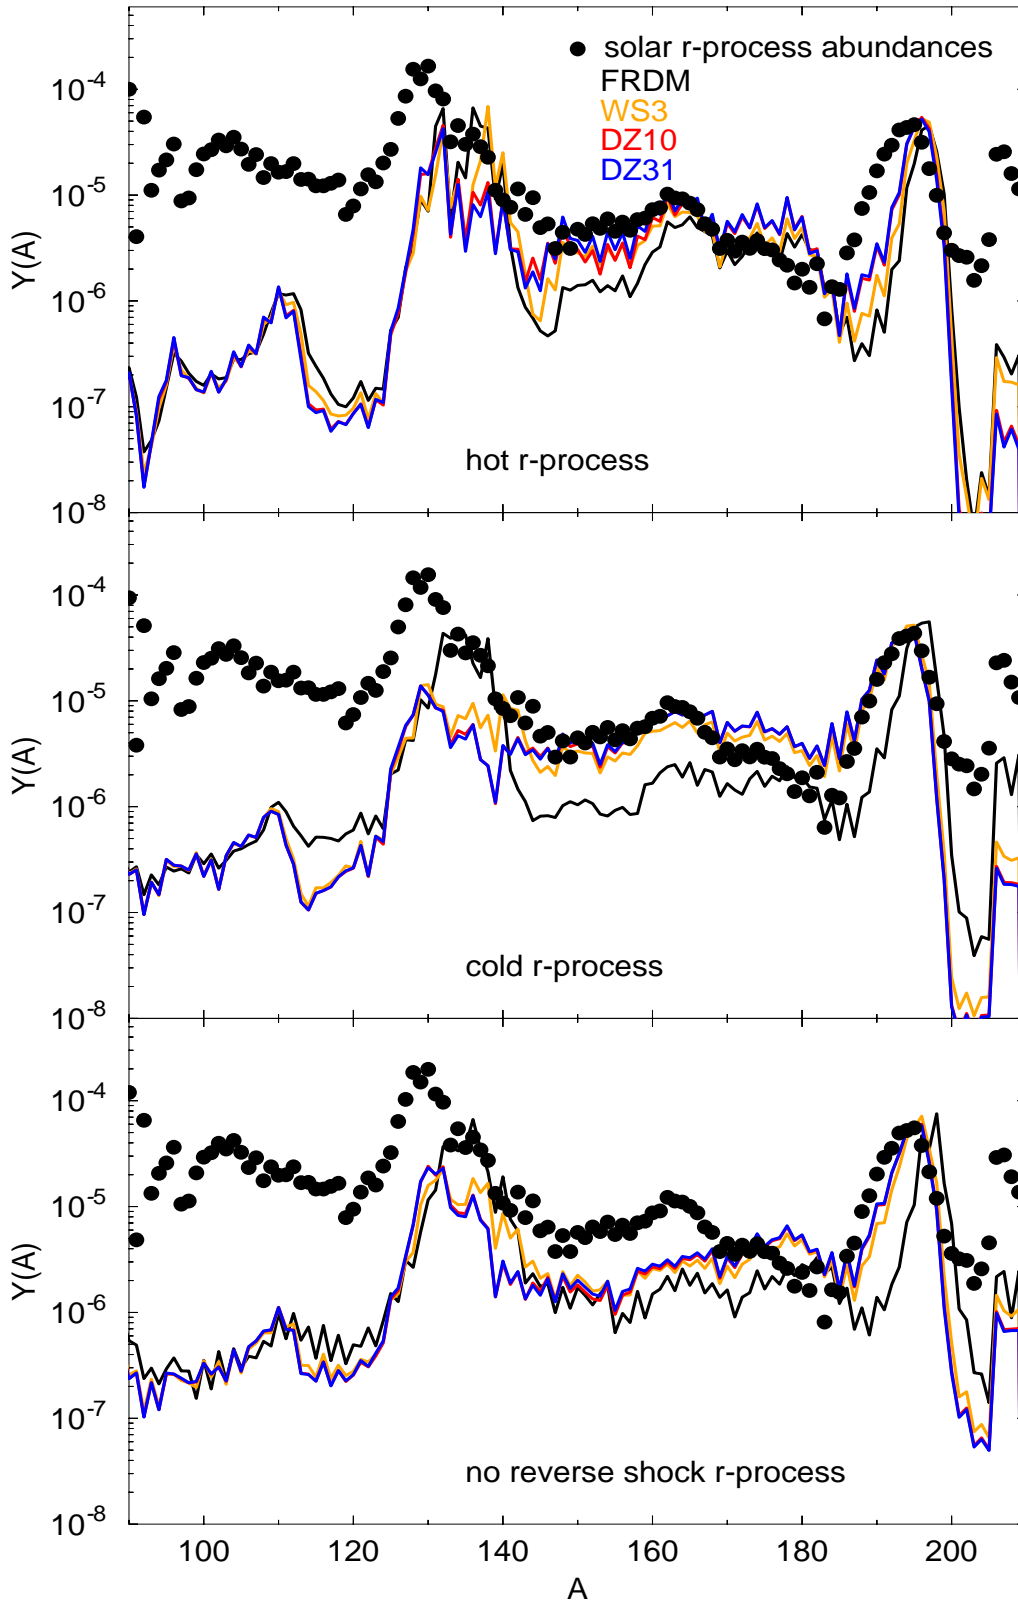 solar r-process abundances
FRDM
WS3
DZ10
DZ31
10-4
10-5
10-6
10-7
10-8
Y(A)
hot r-process
10-4
10-5
10-6
10-7
10-8
Y(A)
cold r-process
10-4
10-5
10-6
10-7
10-8
Y(A)
no reverse shock r-process
100 120 140 160 180 200
A